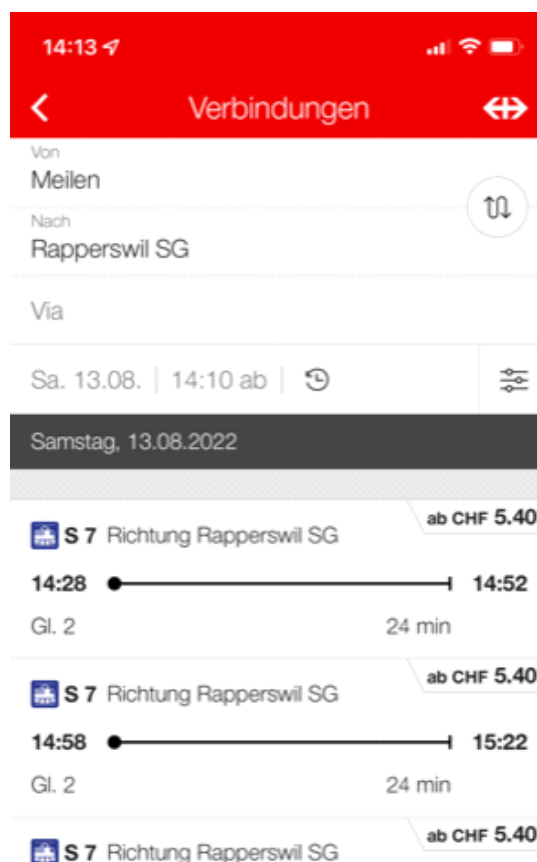 14:13
Verbindungen
Von
Meilen
Nach
Rapperswil SG
Via
Sa. 13.08. 14:10 ab
Samstag, 13.08.2022
ab CHF 5.40
S 7 Richtung Rapperswil SG
14:28 14:52
Gl. 2 24 min
ab CHF 5.40
S 7 Richtung Rapperswil SG
14:58 15:22
Gl. 2 24 min
ab CHF 5.40
S 7 Richtung Rapperswil SG